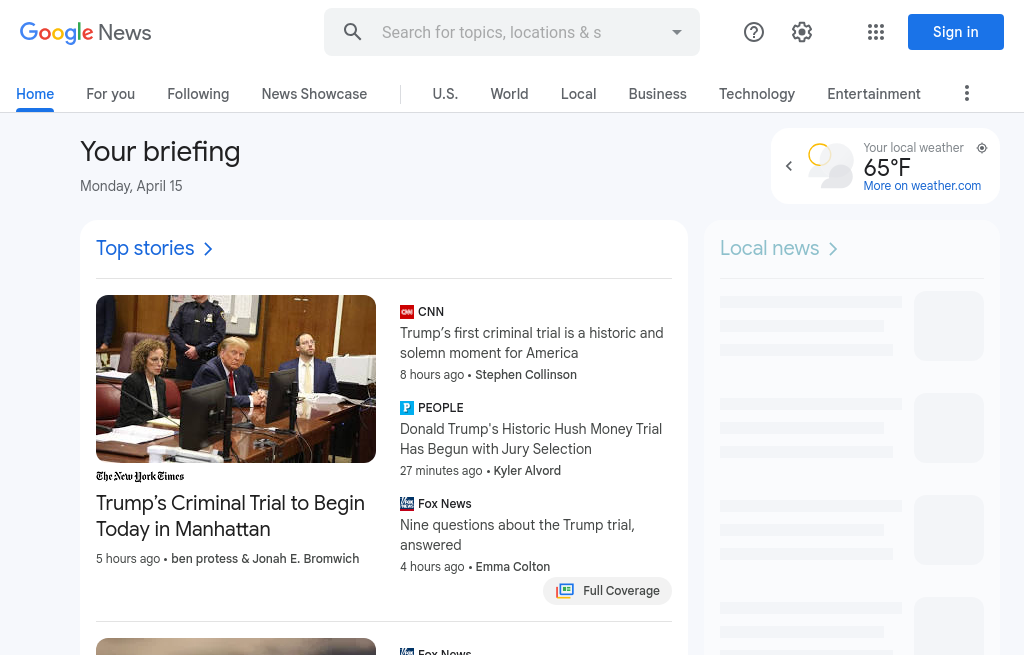 Google News
Search for topics, locations & s
Sign in
Home
For you
Following
News Showcase
U.S.
World
Local
Business
Technology
Entertainment
Your briefing
Monday, April 15
Your local weather
65°F
More on weather.com
Top stories
The New York Times
Trump’s Criminal Trial to Begin
Today in Manhattan
5 hours ago • ben protess & Jonah E. Bromwich
CNN
Trump’s first criminal trial is a historic and
solemn moment for America
8 hours ago • Stephen Collinson
PEOPLE
Donald Trump's Historic Hush Money Trial
Has Begun with Jury Selection
27 minutes ago • Kyler Alvord
Fox News
Nine questions about the Trump trial,
answered
4 hours ago • Emma Colton
Full Coverage
Fox News
Local news